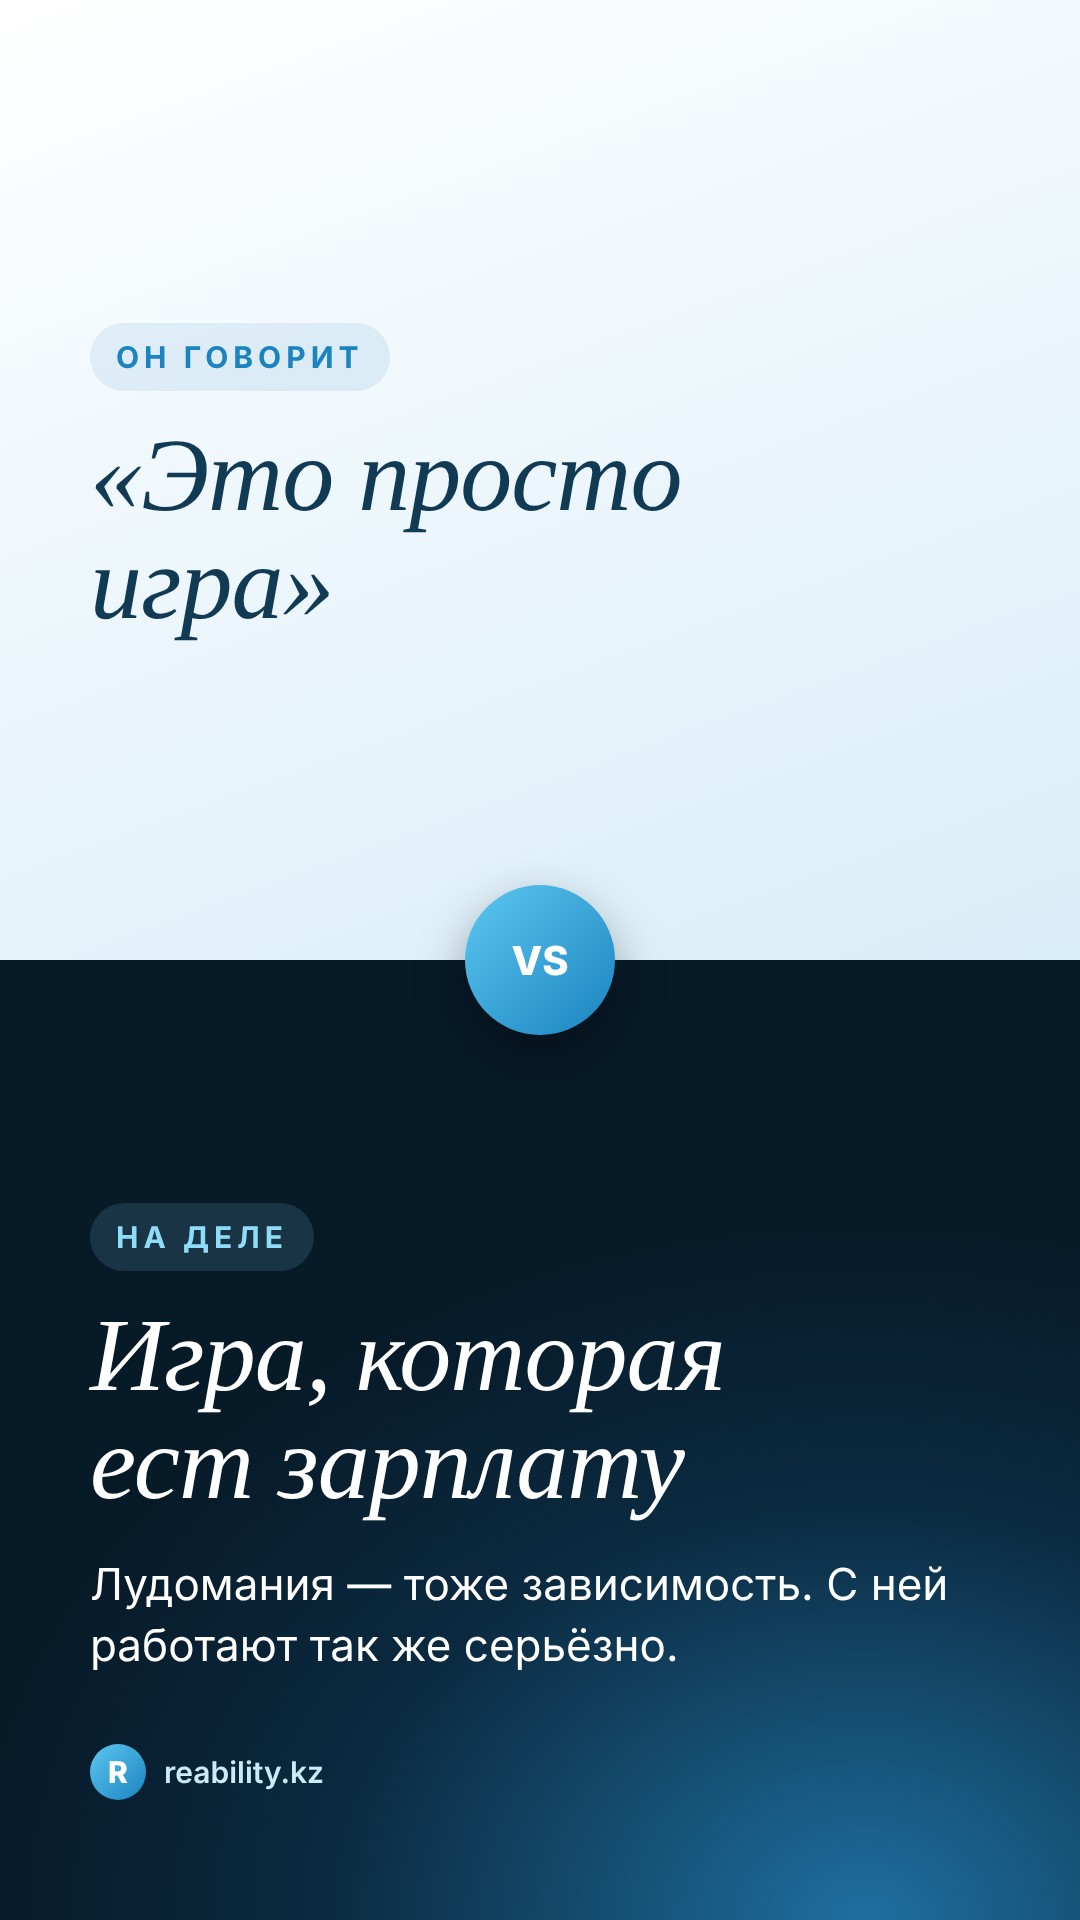 ОН ГОВОРИТ
«Это просто
игра»
VS
НА ДЕЛЕ
Игра, которая
ест зарплату
Лудомания — тоже зависимость. С ней
работают так же серьёзно.
R reability.kz